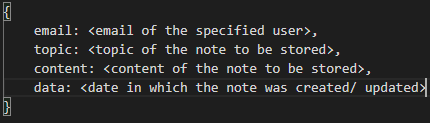 {
email: <email of the specified user>,
topic: <topic of the note to be stored>,
content: <content of the note to be stored>,
data: <date in which the note was created/ updated>
}